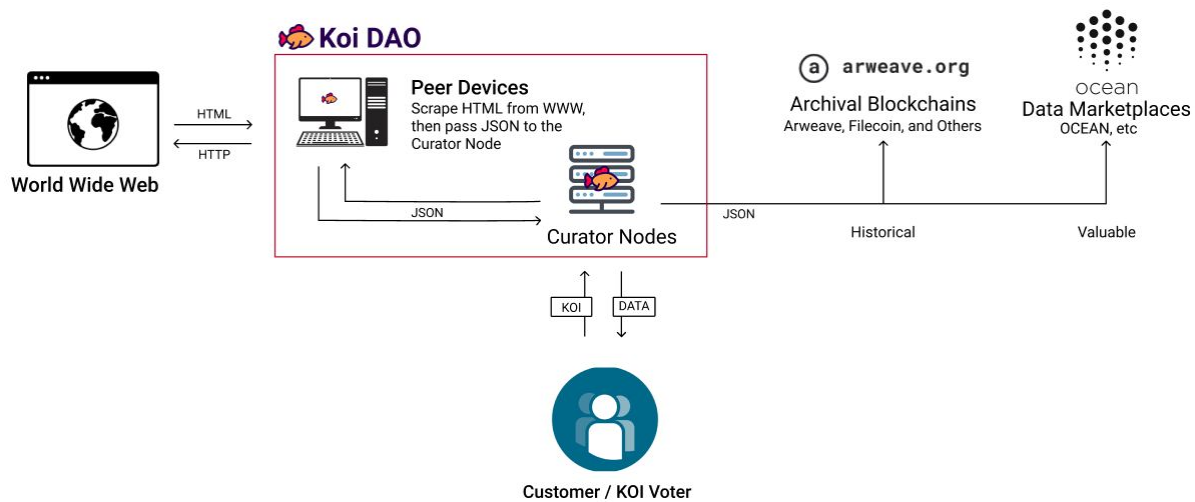 Koi DAO
World Wide Web
HTML
HTTP
Peer Devices
Scrape HTML from WWW,
then pass JSON to the
Curator Node
JSON
Curator Nodes
JSON
a arweave.org
Archival Blockchains
Arweave, Filecoin, and Others
Historical
ocean
Data Marketplaces
OCEAN, etc
Valuable
KOI
DATA
Customer / KOI Voter